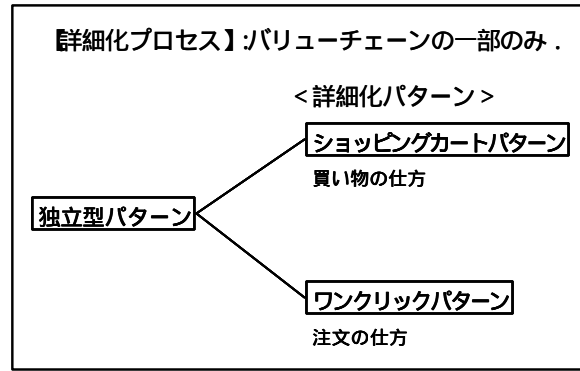 【詳細化プロセス】:バリューチェーンの一部のみ．
＜詳細化パターン＞
ショッピングカートパターン
買い物の仕方
独立型パターン
ワンクリックパターン
注文の仕方